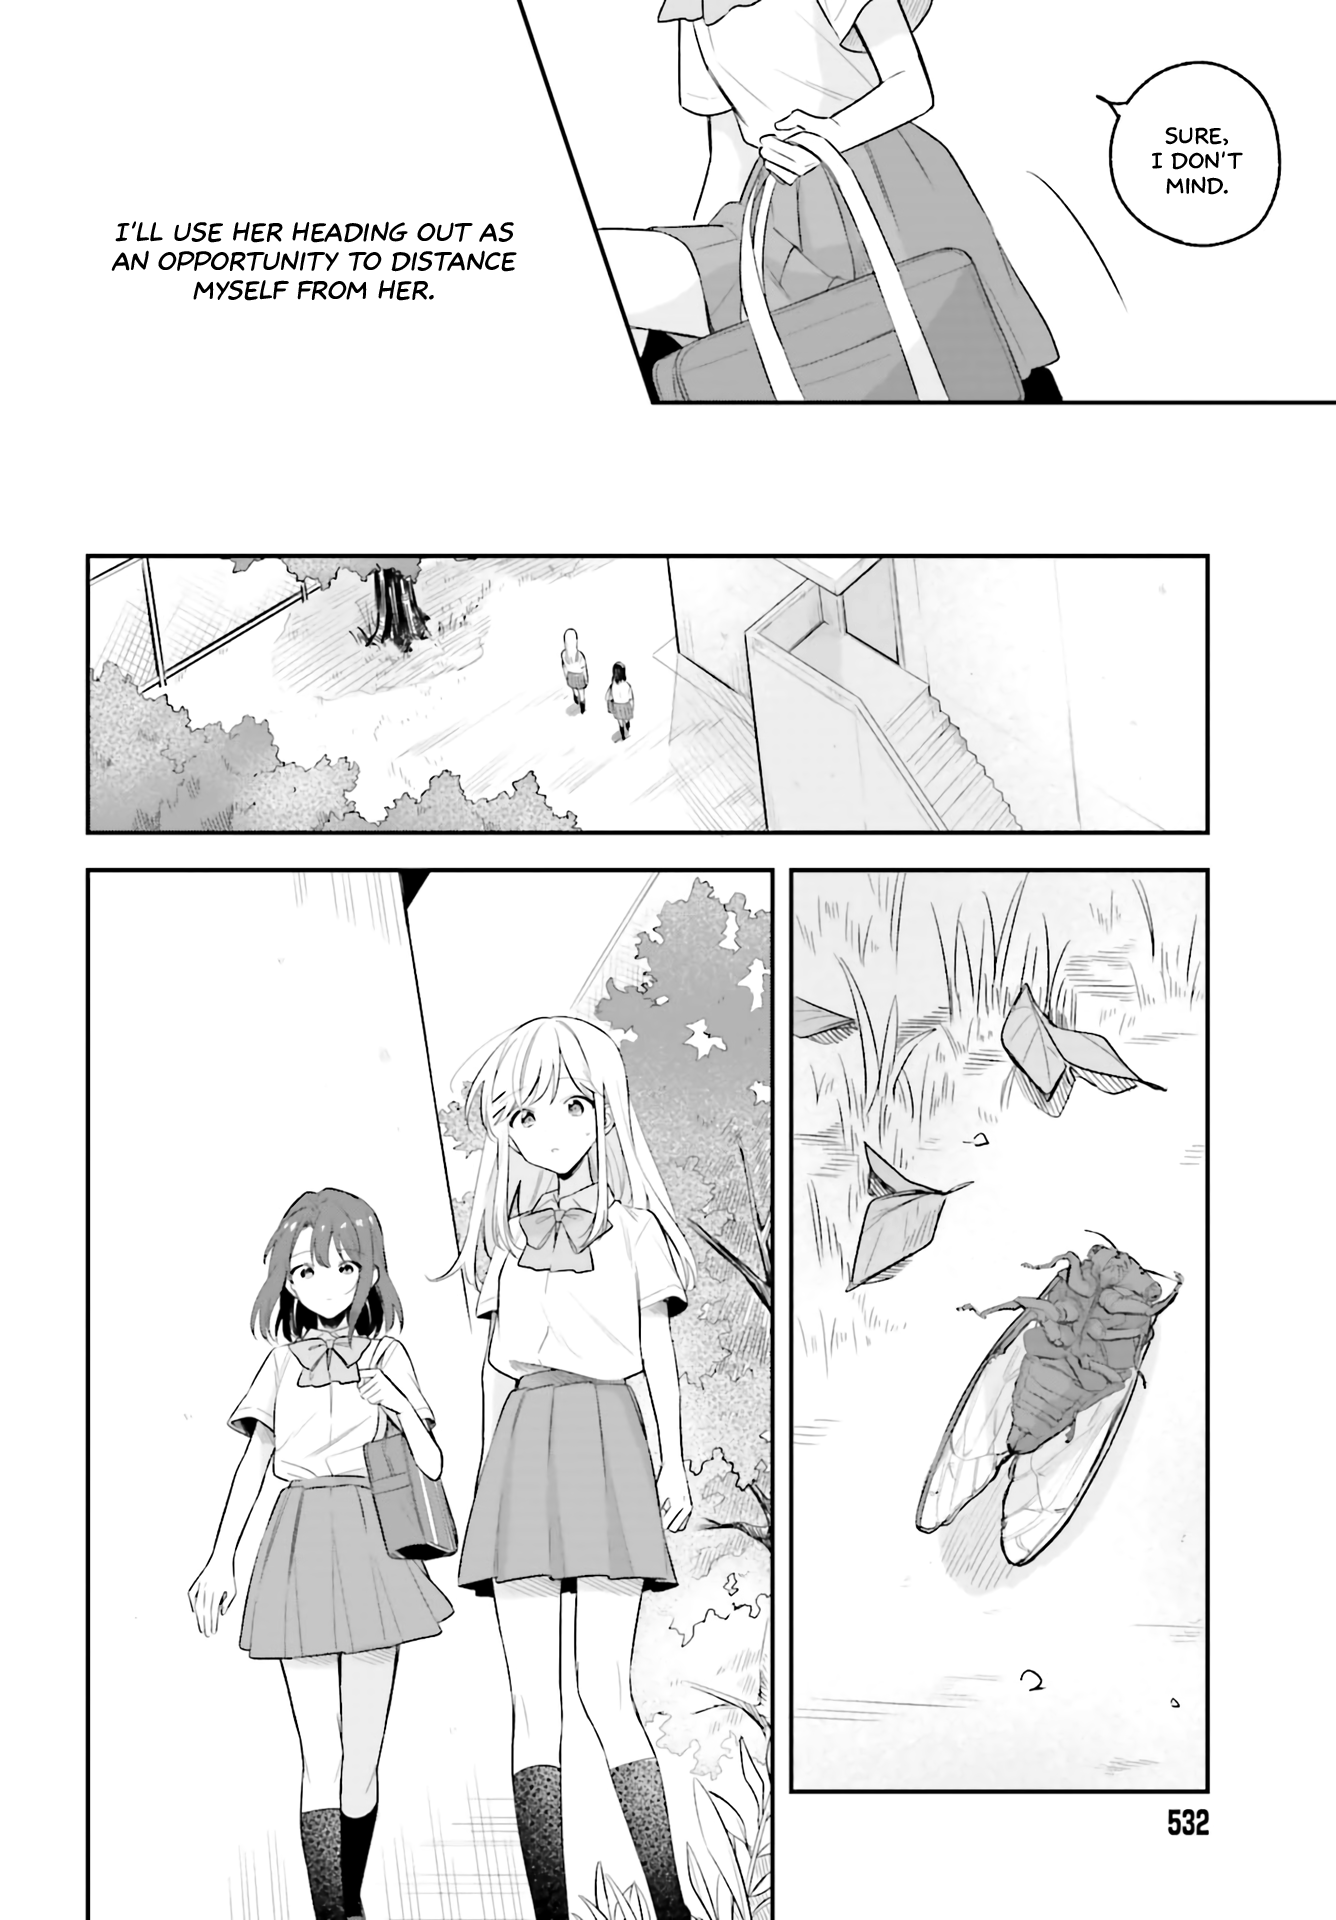 SURE,
I DON'T
MIND.
I'LL USE HER HEADING OUT AS
AN OPPORTUNITY TO DISTANCE
MYSELF FROM HER.
532